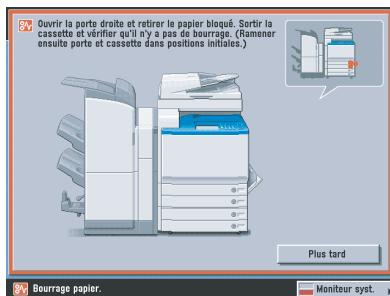 Ouvrir la porte droite et retirer le papier bloqué. Sortir la
cassette et vérifier qu'il n'y a pas de bourrage. (Ramener
ensuite porte et cassette dans positions initiales.)
Plus tard
Bourrage papier.
Moniteur syst.